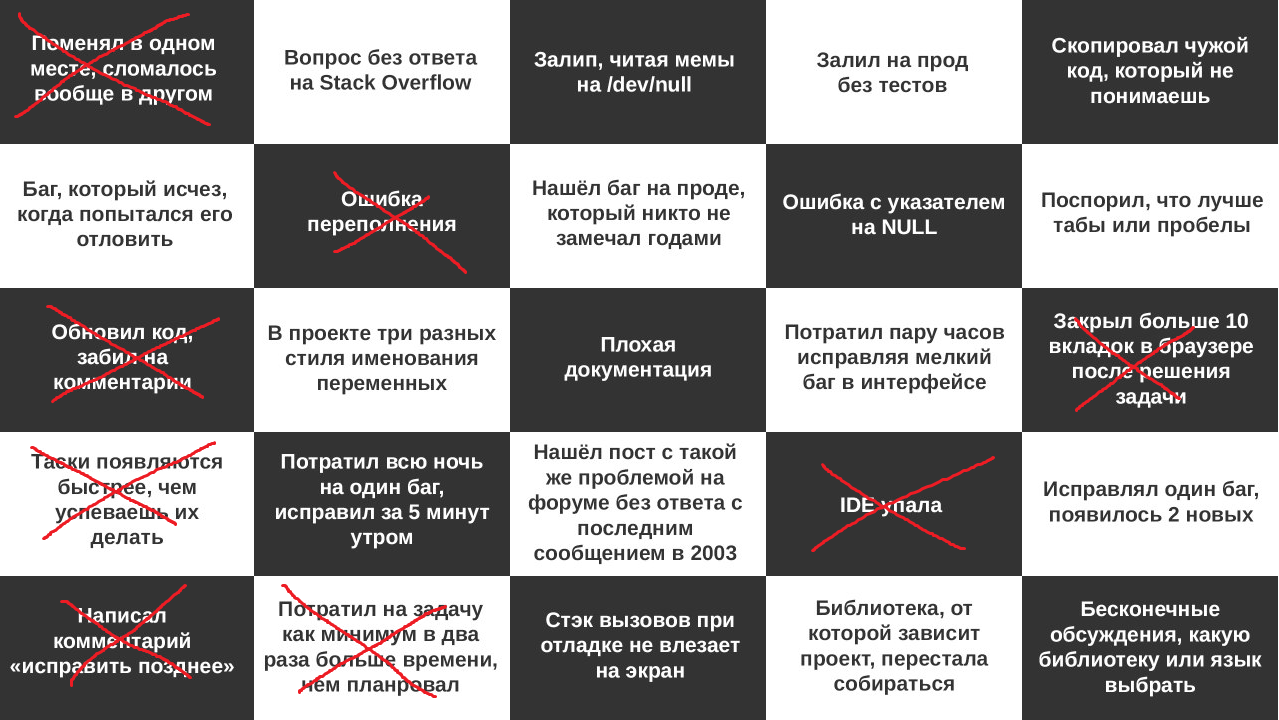 Поменял в одном
месте, сломалось
вообще в другом
Вопрос без ответа
на Stack Overflow
Залип, читая мемы
на /dev/null
Залил на прод
без тестов
Скопировал чужой
код, который не
понимаешь
Баг, который исчез,
когда попытался его
отловить
Ошибка
переполнения
Нашёл баг на проде,
который никто не
замечал годами
Ошибка с указателем
на NULL
Поспорил, что лучше
табы или пробелы
Обновил код,
забил на
комментарии
В проекте три разных
стиля именования
переменных
Плохая
документация
Потратил пару часов
исправляя мелкий
баг в интерфейсе
Закрыл больше 10
вкладок в браузере
после решения
задачи
Таски появляются
быстрее, чем
успеваешь их
делать
Потратил всю ночь
на один баг,
исправил за 5 минут
утром
Нашёл пост с такой
же проблемой на
форуме без ответа с
последним
сообщением в 2003
IDE упала
Исправлял один баг,
появилось 2 новых
Написал
комментарий
«исправить позднее»
Потратил на задачу
как минимум в два
раза больше времени,
чем планровал
Стэк вызовов при
отладке не влезает
на экран
Библиотека, от
которой зависит
проект, перестала
собираться
Бесконечные
обсуждения, какую
библиотеку или язык
выбрать